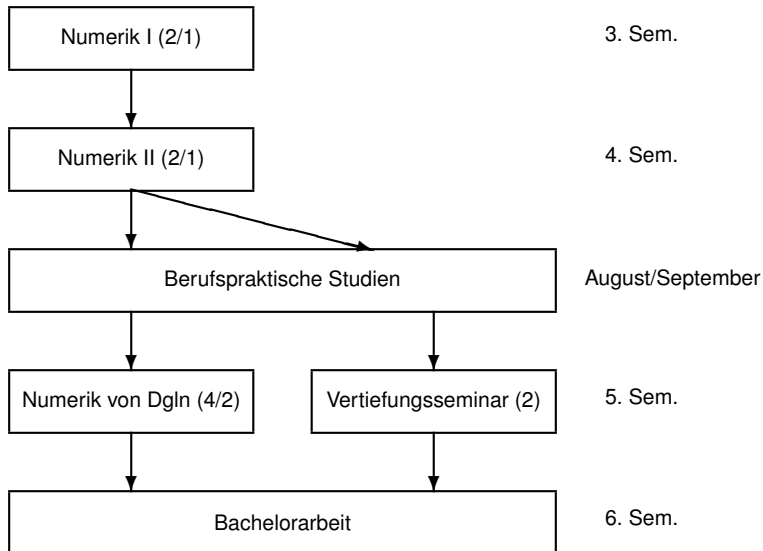 Numerik I (2/1)
3. Sem.
Numerik II (2/1)
4. Sem.
Berufspraktische Studien
August/September
Numerik von Dgln (4/2)
Vertiefungsseminar (2)
5. Sem.
Bachelorarbeit
6. Sem.